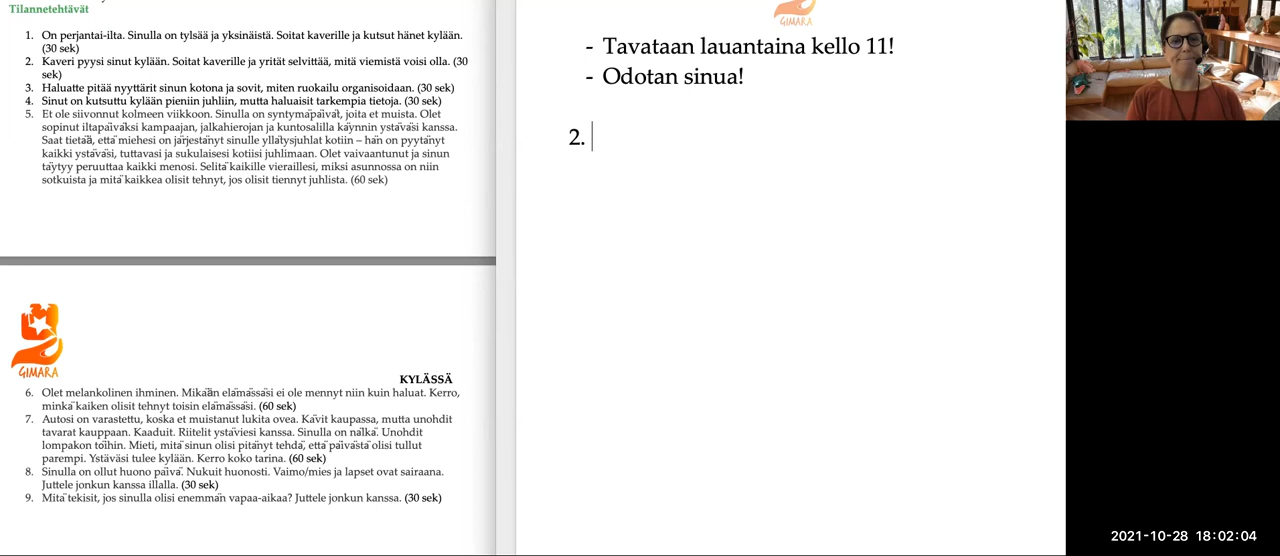 Tilannetehtävät
1. On perjantai-ilta. Sinulla on tylsää ja yksinäistä. Soitat kaverille ja kutsut hänet kylään.
(30 sek)
2. Kaveri pyysi sinut kylään. Soitat kaverille ja yrität selvittää, mitä viemistä voisi olla. (30
sek)
3. Haluatte pitää nyyttärit sinun kotona ja sovit, miten ruokailu organisoidaan. (30 sek)
4. Sinut on kutsuttu kylään pieniin juhliin, mutta haluaisit tarkempia tietoja. (30 sek)
5. Et ole siivonnut kolmeen viikkoon. Sinulla on syntymäpäivät, joita et muista. Olet
sopinut iltapäiväksi kampaajan, jalkahierojan ja kuntosalilla käynnin ystäväsi kanssa.
Saat tietää, että miehesi on järjestänyt sinulle yllätysjuhlat kotiin – hän on pyytänyt
kaikki ystäväsi, tuttavasi ja sukulaisesi kotiisi juhlimaan. Olet vaivaantunut ja sinun
täytyy peruuttaa kaikki menosi. Selitä kaikille vieraillesi, miksi asunnossa on niin
sotkuista ja mitä kaikkea olisit tehnyt, jos olisit tiennyt juhlista. (60 sek)
GIMARA
KYLÄSSÄ
6. Olet melankolinen ihminen. Mikään elämässäsi ei ole mennyt niin kuin haluat. Kerro,
minkä kaiken olisit tehnyt toisin elämässäsi. (60 sek)
7. Autosi on varastettu, koska et muistanut lukita ovea. Kävit kaupassa, mutta unohdit
tavarat kauppaan. Kaaduit. Riitelit ystäviesi kanssa. Sinulla on nälkä. Unohdit
lompakon töihin. Mieti, mitä sinun olisi pitänyt tehdä, että päivästä olisi tullut
parempi. Ystäväsi tulee kylään. Kerro koko tarina. (60 sek)
8. Sinulla on ollut huono päivä. Nukuit huonosti. Vaimo/mies ja lapset ovat sairaana.
Juttele jonkun kanssa illalla. (30 sek)
9. Mitä tekisit, jos sinulla olisi enemmän vapaa-aikaa? Juttele jonkun kanssa. (30 sek)
GIMARA
- Tavataan lauantaina kello 11!
- Odotan sinua!
2.
2021-10-28 18:02:04